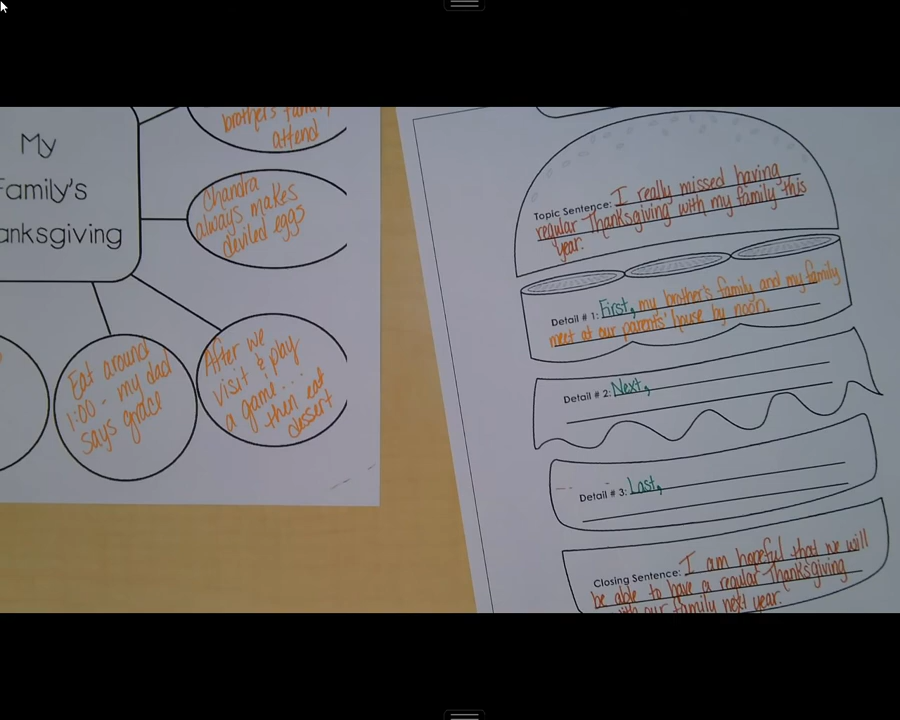 My
Family's
anksgiving
brother's family
attend
Chandra
always makes
deviled eggs
Eat around
1:00 - my dad
says grace
After we
visit & play
a game...
then eat
dessert
Topic Sentence: I really missed having
regular Thanksgiving with my family this
year.
Detail # 1: First, my brother's family and my family
meet at our parents' house by noon.
Detail # 2: Next,
Detail # 3: Last,
Closing Sentence: I am hopeful that we will
be able to have a regular Thanksgiving
with our family next year.